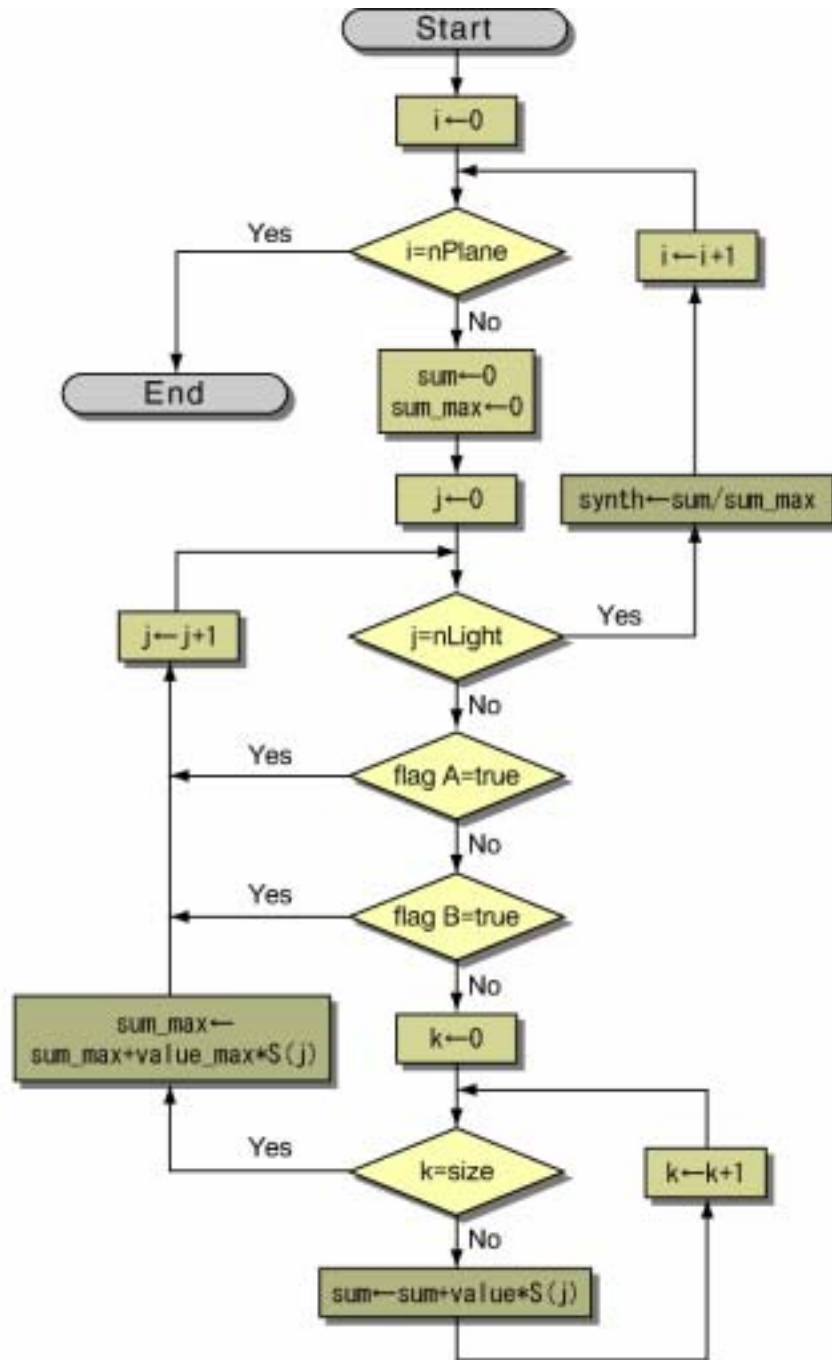 Start
i←0
i=nPlane
Yes
No
i←i+1
End
sum←0
sum_max←0
j←0
synth←sum/sum_max
j←j+1
j=nLight
Yes
No
Yes
flag A=true
No
Yes
flag B=true
No
sum_max←
sum_max+value_max*S(j)
k←0
Yes
k=size
k←k+1
No
sum←sum+value*S(j)